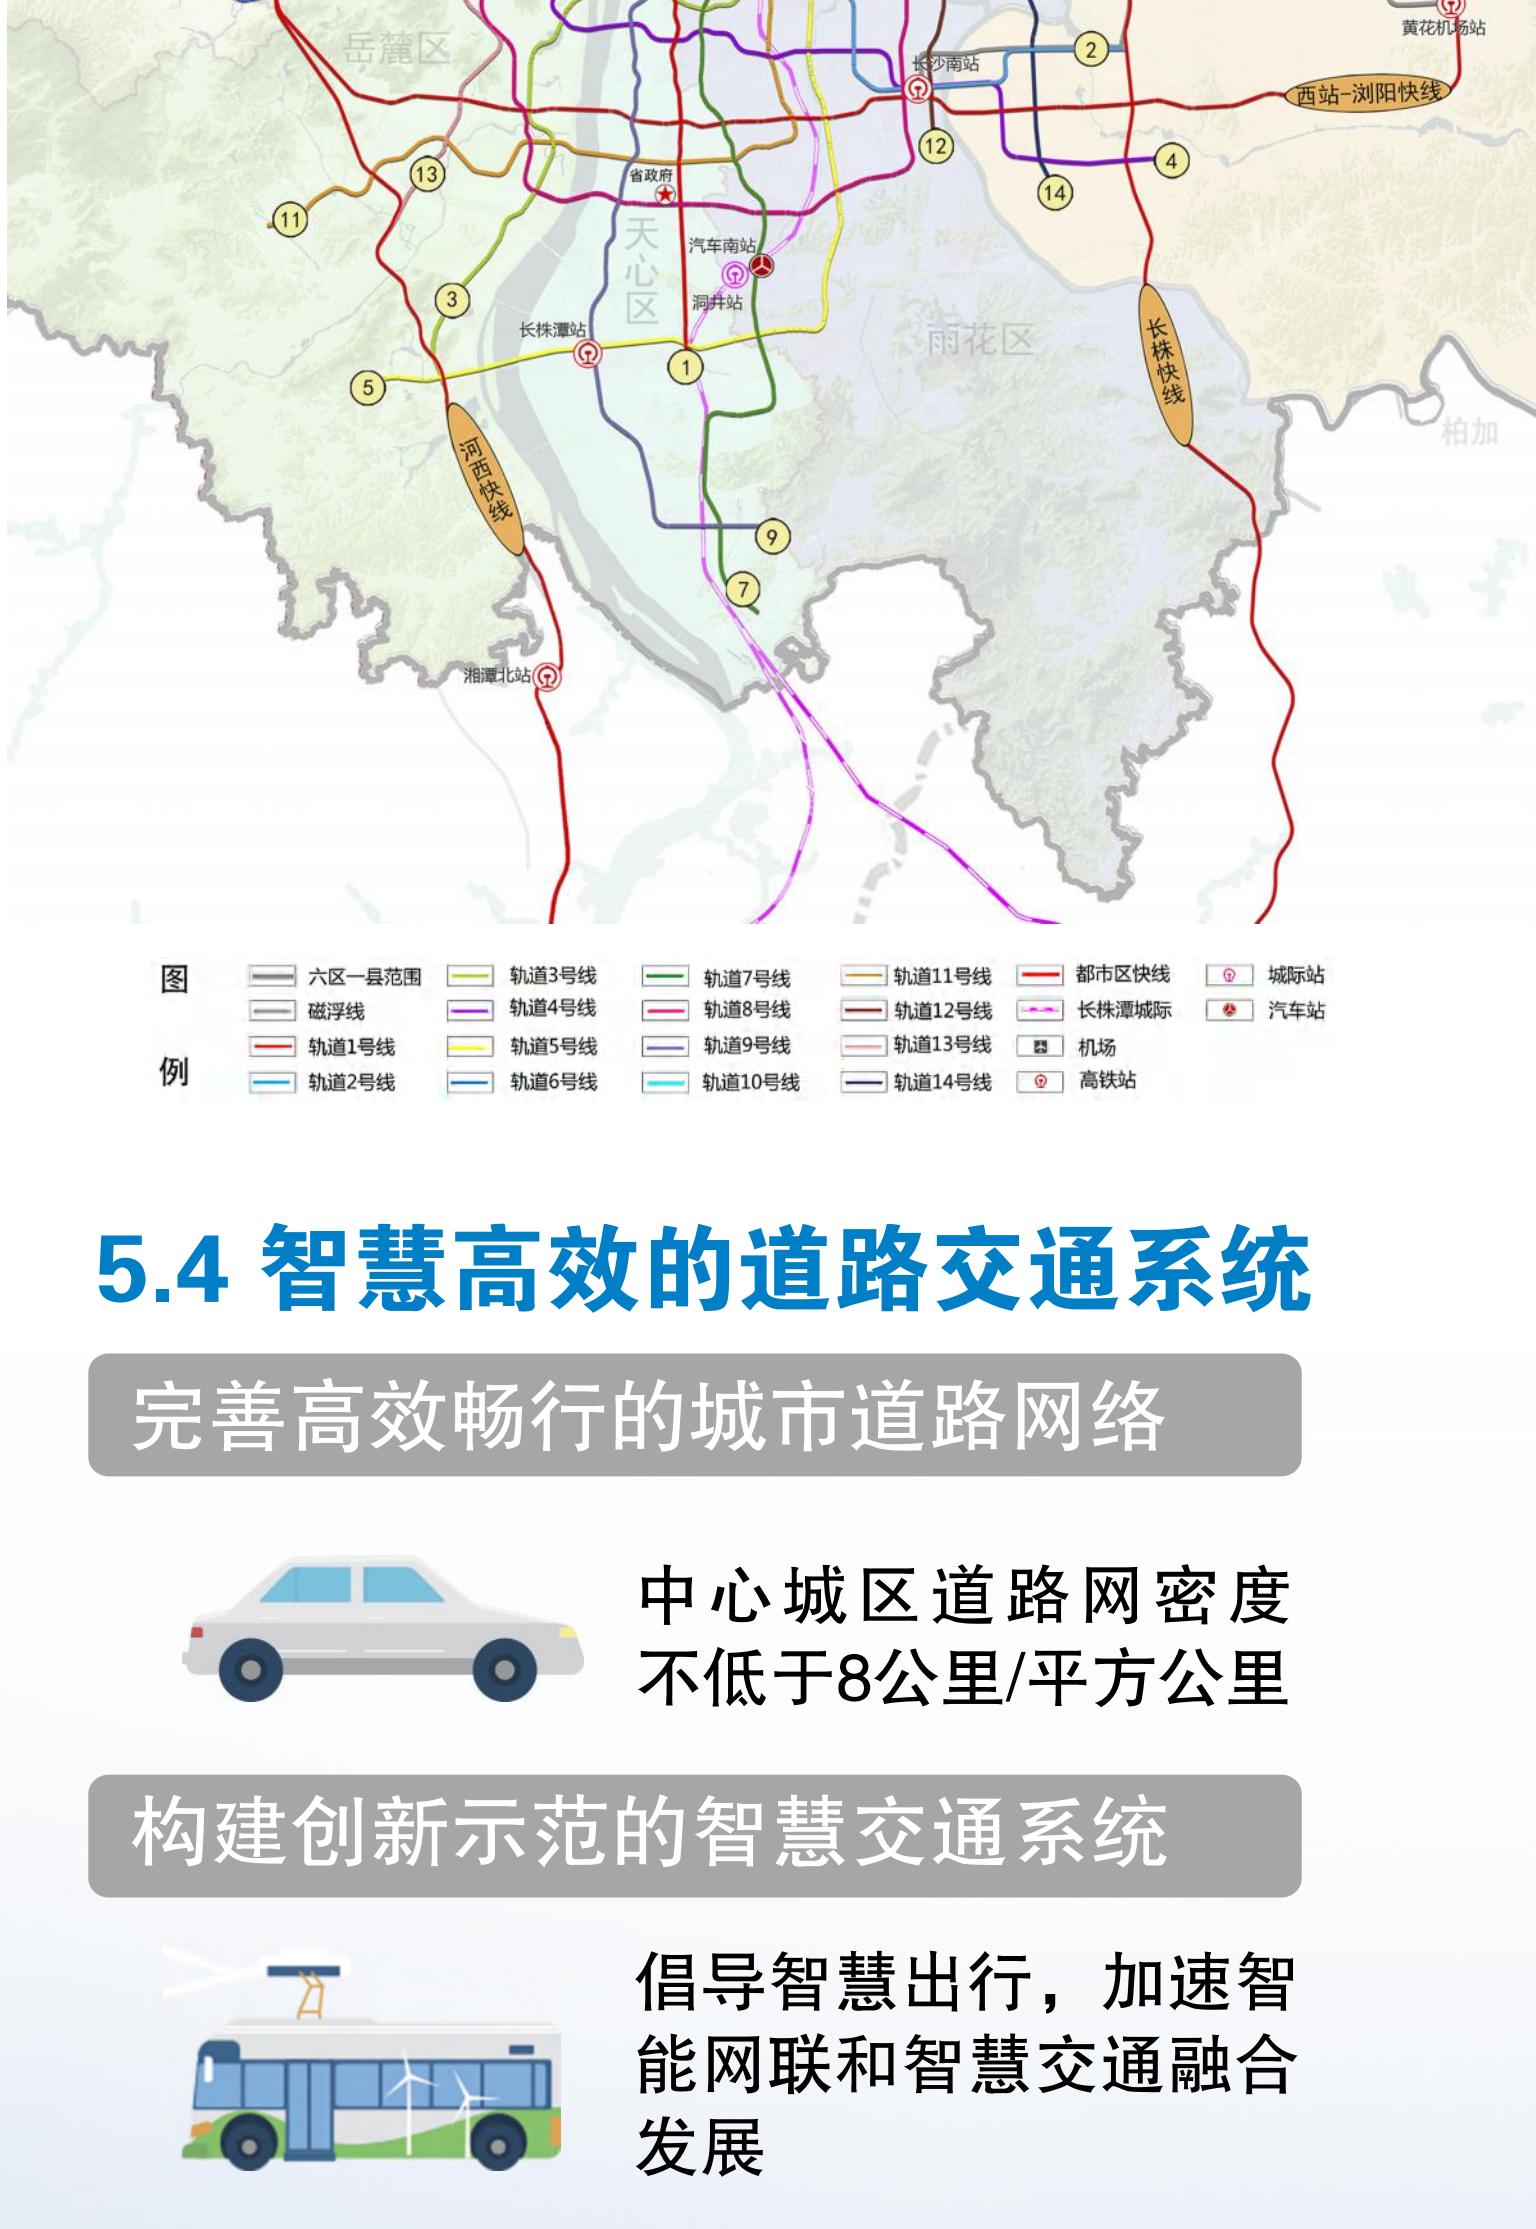 黄花机场站
岳麓区
长沙南站
2
西站-浏阳快线
12
4
13
14
省政府
11
天心区
汽车南站
3
洞井站
长株潭站
雨花区
长株快线
1
5
柏加
河西快线
9
7
湘潭北站
图例
六区一县范围
轨道3号线
轨道7号线
轨道11号线
都市区快线
城际站
磁浮线
轨道4号线
轨道8号线
轨道12号线
长株潭城际
汽车站
轨道1号线
轨道5号线
轨道9号线
轨道13号线
机场
轨道2号线
轨道6号线
轨道10号线
轨道14号线
高铁站
5.4 智慧高效的道路交通系统
完善高效畅行的城市道路网络
中心城区道路网密度
不低于8公里/平方公里
构建创新示范的智慧交通系统
倡导智慧出行，加速智
能网联和智慧交通融合
发展